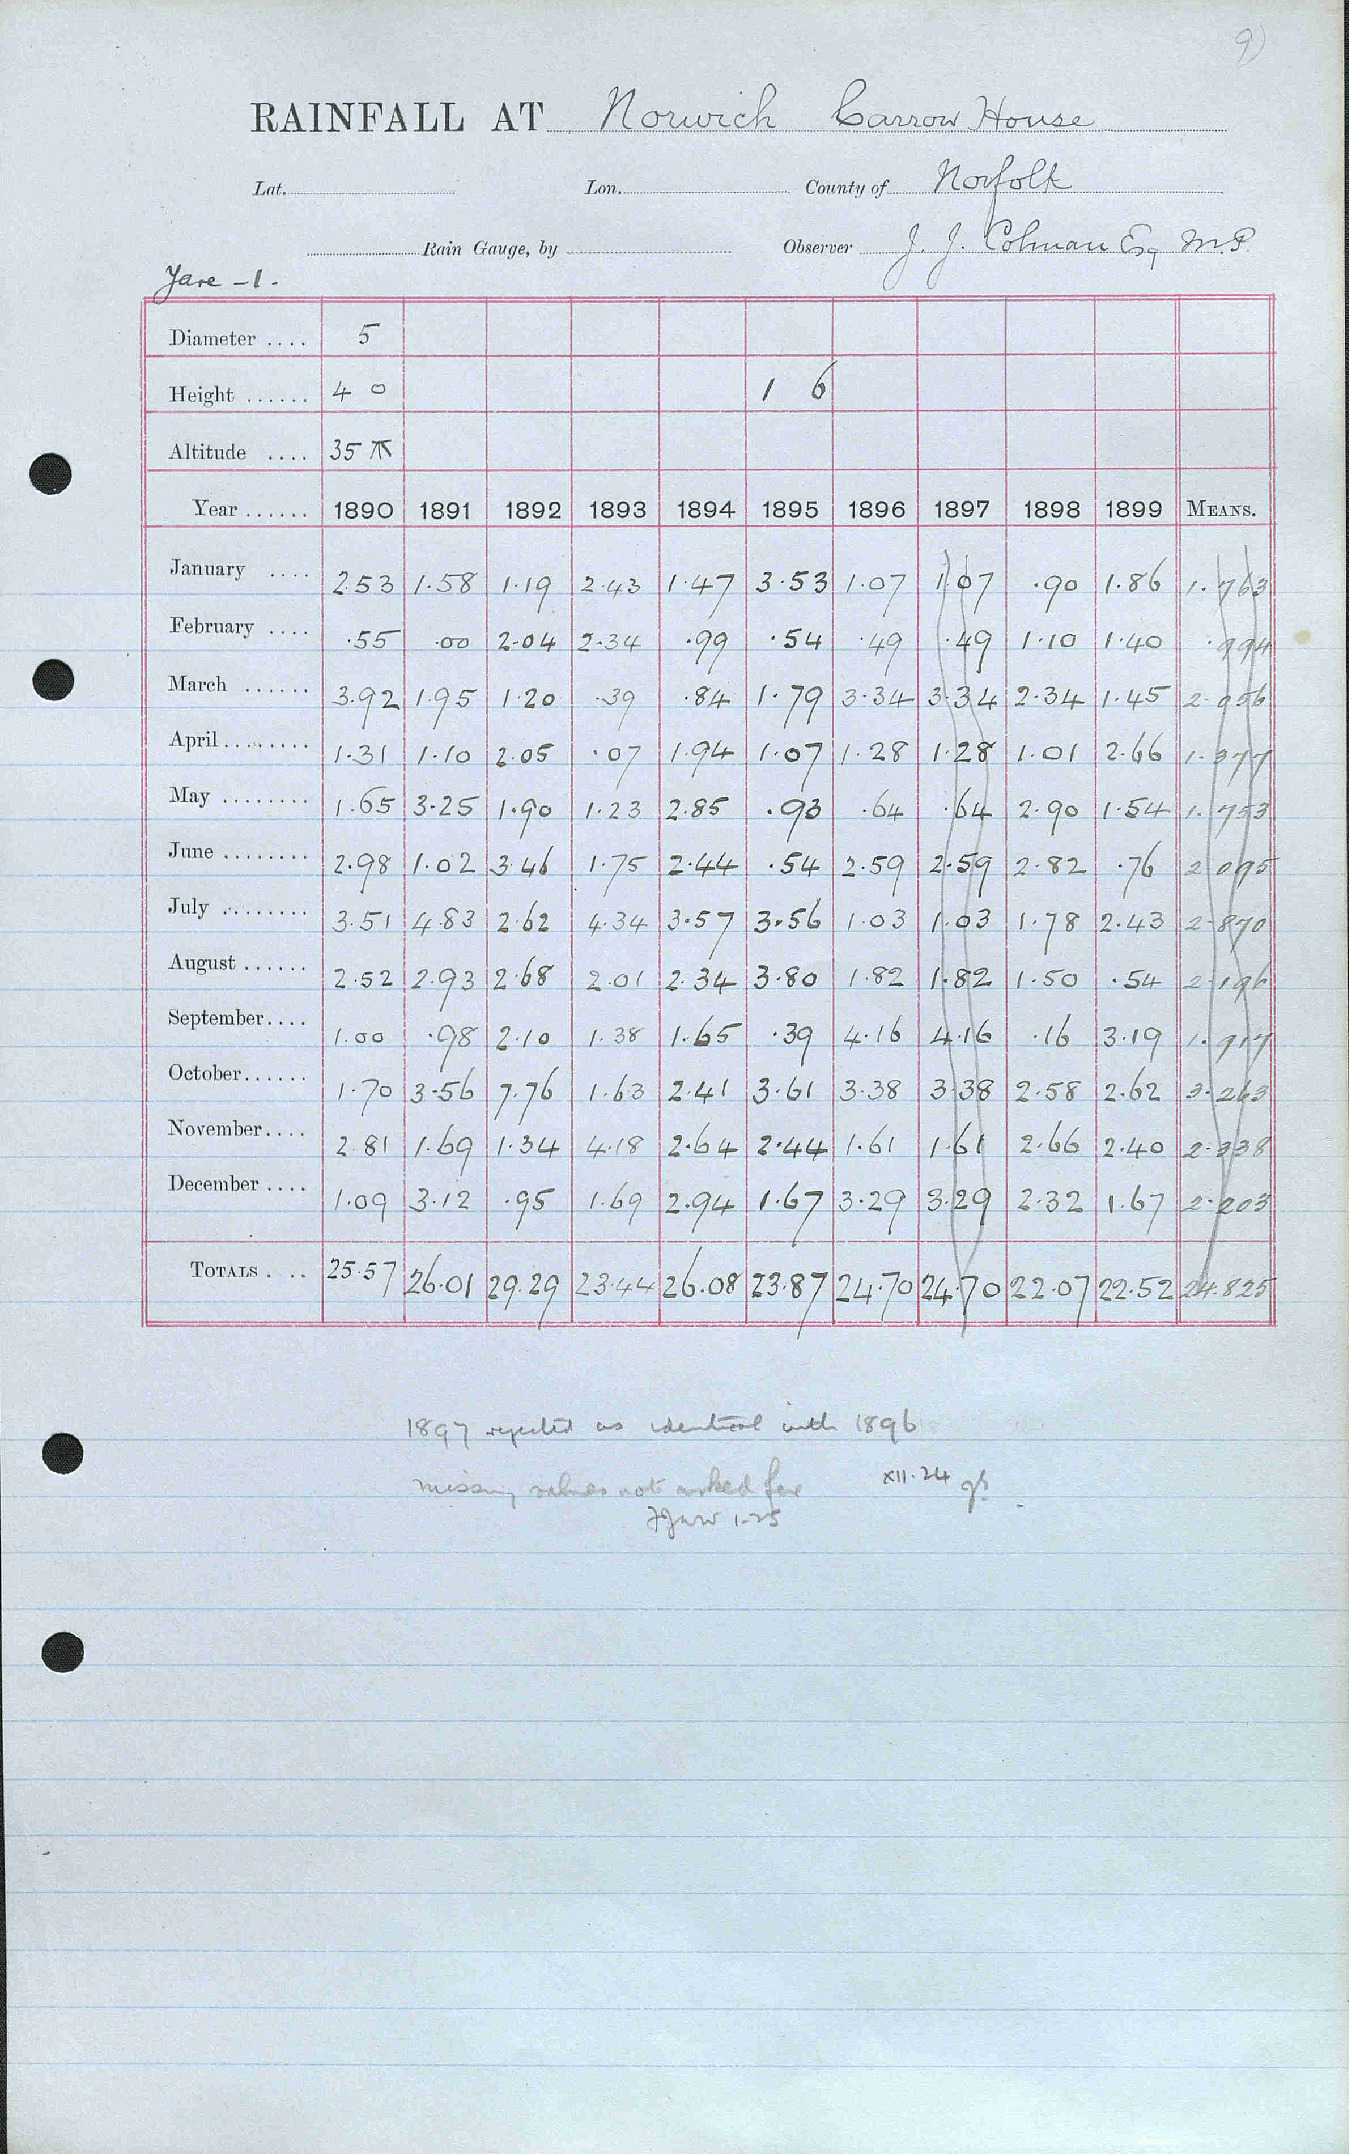 9)
RAINFALL AT Norwich Carrow House
Lat. Lon. County of Norfolk
Rain Gauge, by Observer J. J. Colman Esq M.P.
Yare - 1.
Diameter .... 5
Height ...... 4 0 1 6
Altitude .... 35
Year ...... 1890 1891 1892 1893 1894 1895 1896 1897 1898 1899 MEANS.
January .... 2.53 1.58 1.19 2.43 1.47 3.53 1.07 1.07 .90 1.86 1.763
February .... .55 .00 2.04 2.34 .99 .54 .49 .49 1.10 1.40 .994
March ...... 3.92 1.95 1.20 .39 .84 1.79 3.34 3.34 2.34 1.45 2.056
April ........ 1.31 1.10 2.05 .07 1.94 1.07 1.28 1.28 1.01 2.66 1.377
May ........ 1.65 3.25 1.90 1.23 2.85 .93 .64 .64 2.90 1.54 1.753
June ........ 2.98 1.02 3.46 1.75 2.44 .54 2.59 2.59 2.82 .76 2.095
July ........ 3.51 4.83 2.62 4.34 3.57 3.56 1.03 1.03 1.78 2.43 2.870
August ...... 2.52 2.93 2.68 2.01 2.34 3.80 1.82 1.82 1.50 .54 2.196
September.... 1.00 .98 2.10 1.38 1.65 .39 4.16 4.16 .16 3.19 1.917
October...... 1.70 3.56 7.76 1.63 2.41 3.61 3.38 3.38 2.58 2.62 3.263
November.... 2.81 1.69 1.34 4.18 2.64 2.44 1.61 1.61 2.66 2.40 2.338
December .... 1.09 3.12 .95 1.69 2.94 1.67 3.29 3.29 2.32 1.67 2.203
TOTALS . .. 25.57 26.01 29.29 23.44 26.08 23.87 24.70 24.70 22.07 22.52 24.825
1897 rejected as identical with 1896
Missing values not asked for XII.24
1.25